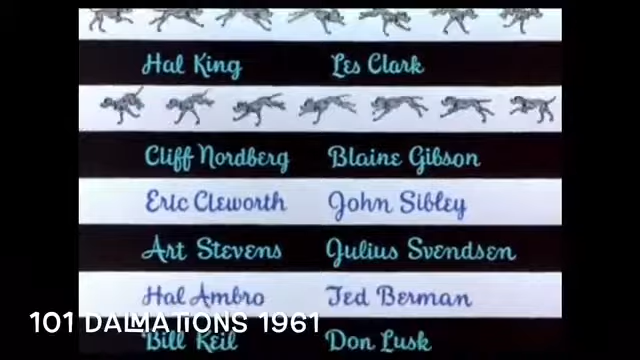 Hal King Les Clark
Cliff Nordberg Blaine Gibson
Eric Cleworth John Sibley
Art Stevens Julius Svendsen
Hal Ambro Ted Berman
101 DALMATIONS 1961
Bill Keil Don Lusk